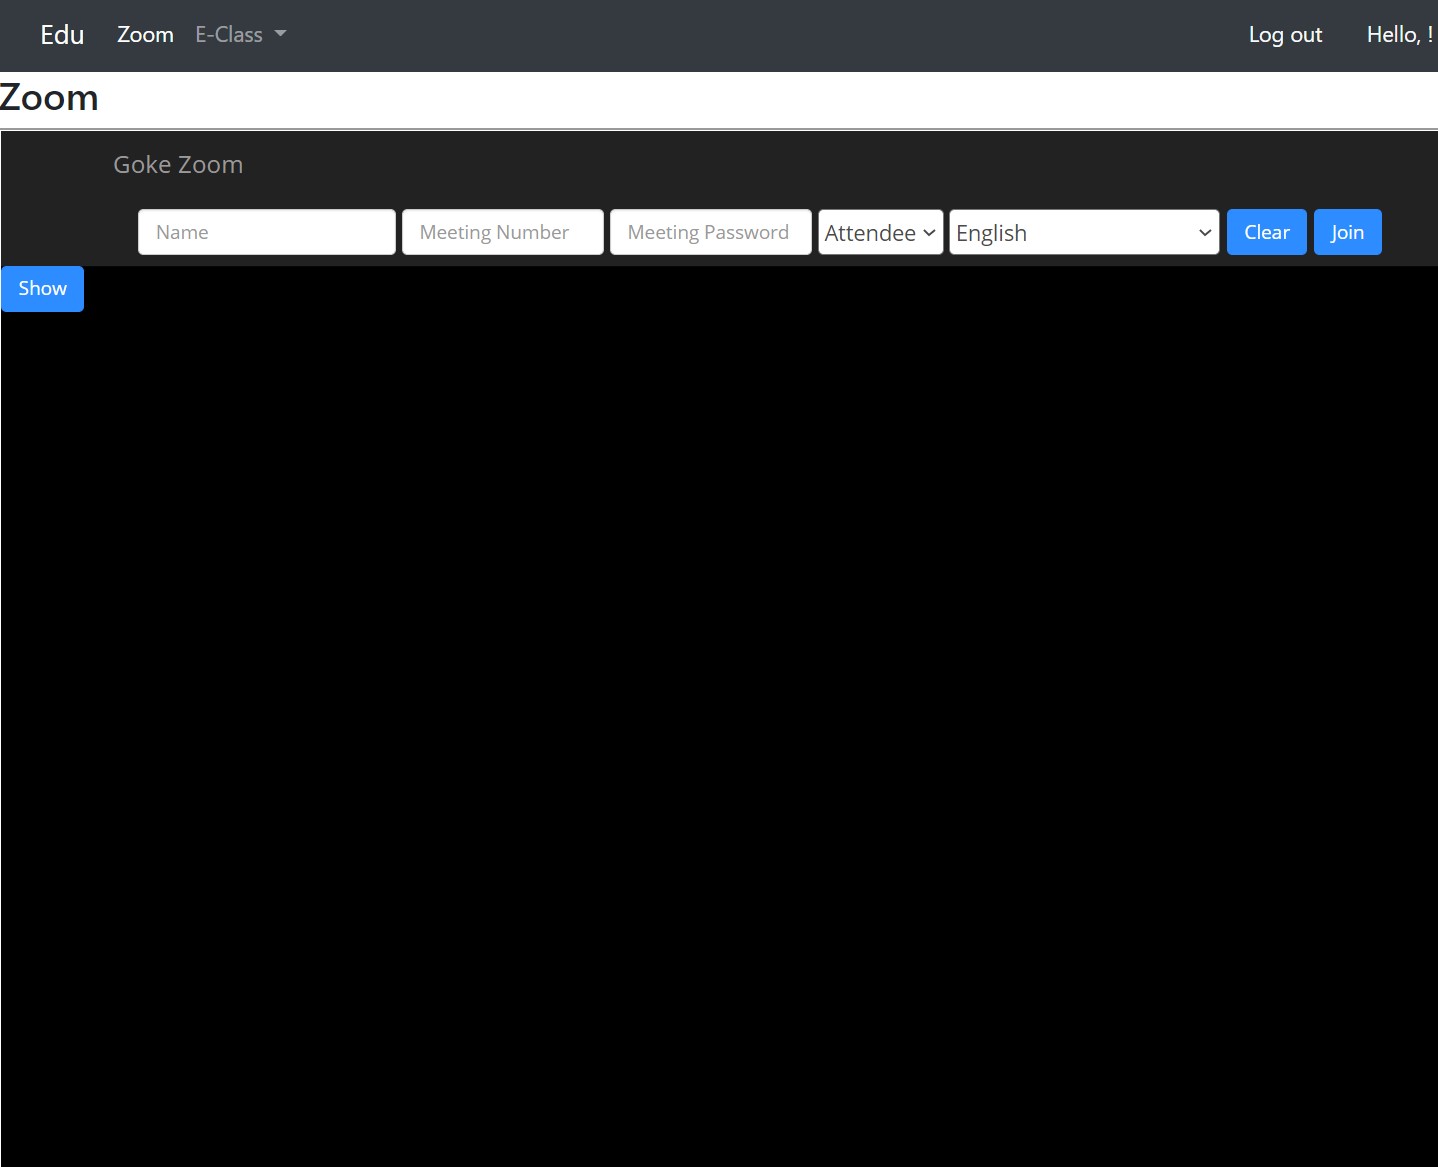 Edu Zoom E-Class Log out Hello, !
Zoom
Goke Zoom
Name Meeting Number Meeting Password Attendee English Clear Join
Show